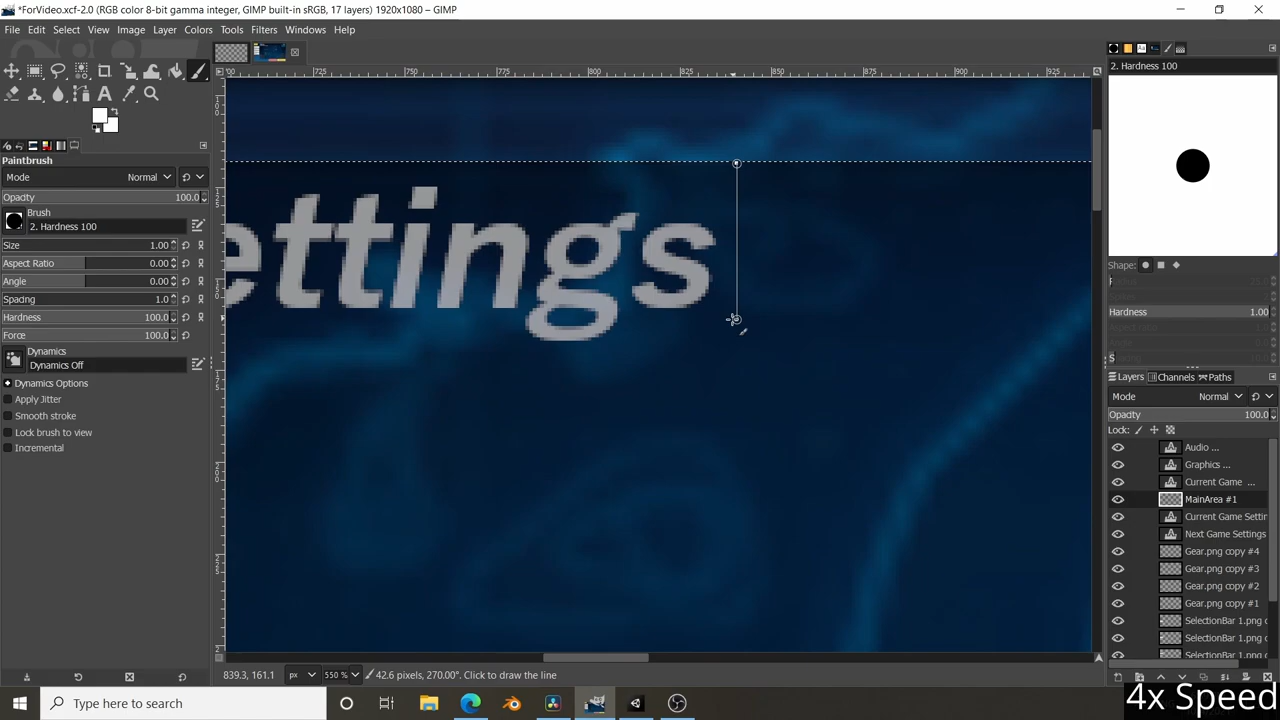 *ForVideo.xcf-2.0 (RGB color 8-bit gamma integer, GIMP built-in sRGB, 17 layers) 1920x1080 – GIMP
File Edit Select View Image Layer Colors Tools Filters Windows Help
2. Hardness 100
725 750 775 800 825 850 875 900 925
Paintbrush
Mode Normal
Opacity 100.0
Brush
2. Hardness 100
Size 1.00
Aspect Ratio 0.00
Angle 0.00
Spacing 1.0
Hardness 100.0
Force 100.0
Dynamics
Dynamics Off
Dynamics Options
Apply Jitter
Smooth stroke
Lock brush to view
Incremental
ettings
Shape:
Hardness 1.00
Layers Channels Paths
Mode Normal
Opacity 100.0
Lock:
Audio ...
Graphics ...
Current Game ...
MainArea #1
Current Game Settin
Next Game Settings
Gear.png copy #4
Gear.png copy #3
Gear.png copy #2
Gear.png copy #1
SelectionBar 1.png c
SelectionBar 1.png c
SelectionBar 1.png c
839.3, 161.1 px 550 % 42.6 pixels, 270.00°. Click to draw the line
4x Speed
Type here to search